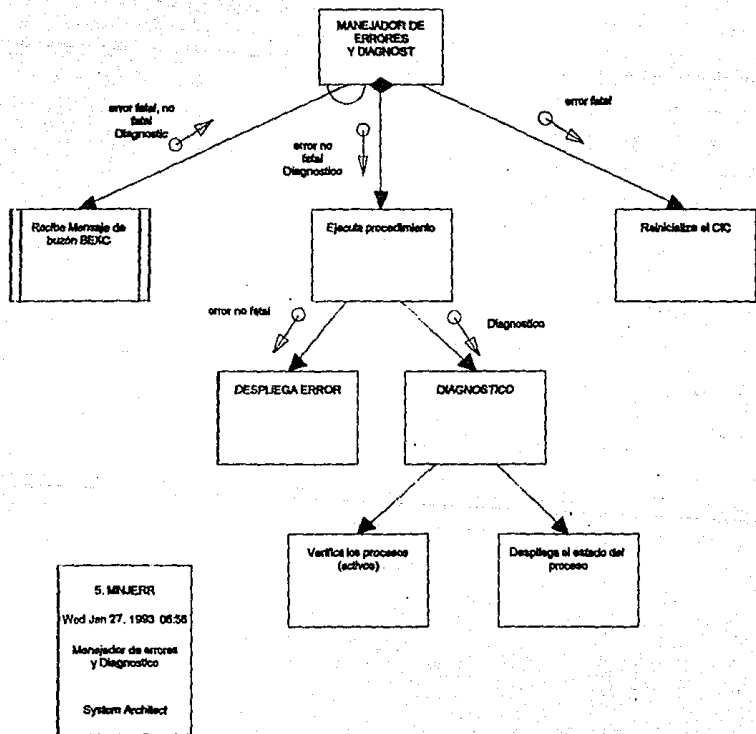 MANEJADOR DE
ERRORES
Y DIAGNOST
error fatal, no
fatal
Diagnostic
error no
fatal
Diagnostico
error fatal
Recibe Mensaje de
buzón BEXC
Ejecuta procedimiento
Reinicializa el CIC
error no fatal
Diagnostico
DESPLIEGA ERROR
DIAGNOSTICO
Verifica los procesos
(activos)
Despliega el estado del
proceso
5. MNJERR
Wed Jan 27, 1993 06:56
Manejador de errores
y Diagnostico
System Architect